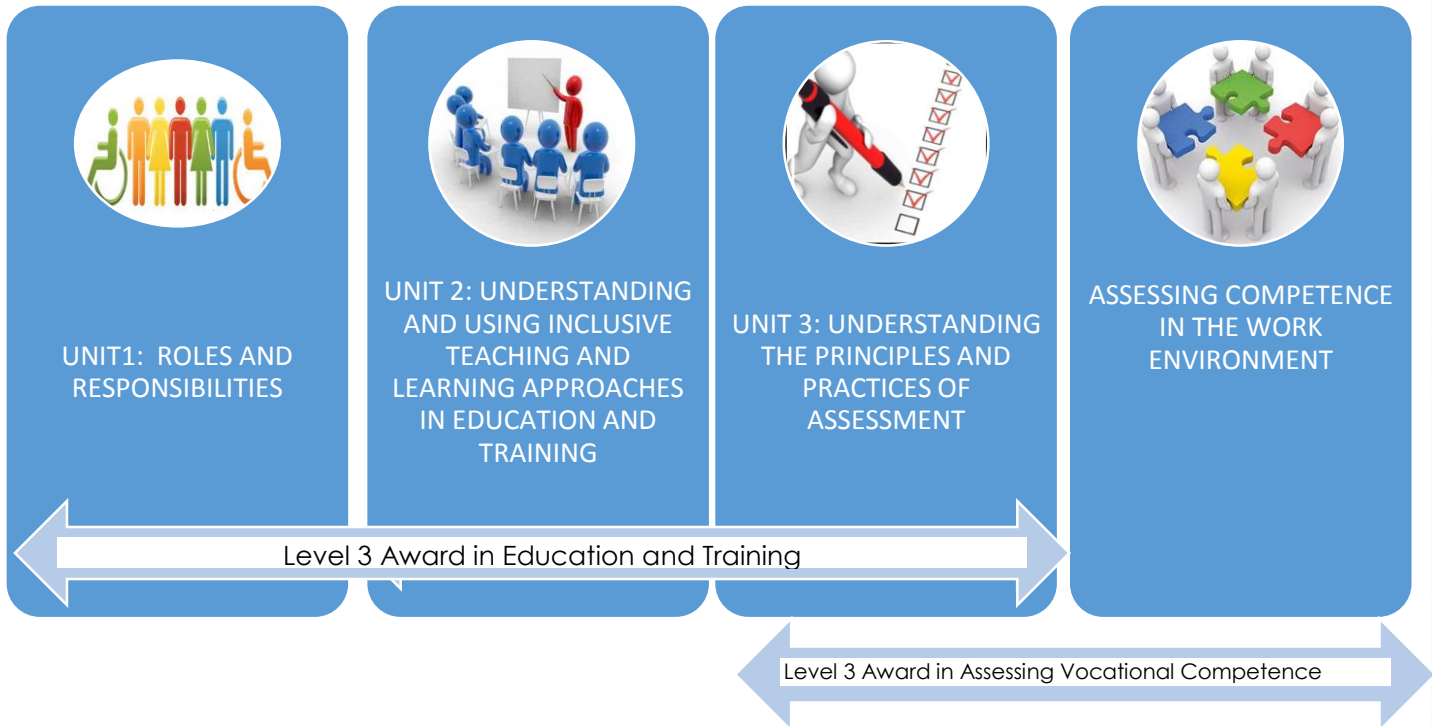 UNIT1:  ROLES AND
RESPONSIBILITIES
UNIT 2: UNDERSTANDING
AND USING INCLUSIVE
TEACHING AND
LEARNING APPROACHES
IN EDUCATION AND
TRAINING
UNIT 3: UNDERSTANDING
THE PRINCIPLES AND
PRACTICES OF
ASSESSMENT
ASSESSING COMPETENCE
IN THE WORK
ENVIRONMENT
Level 3 Award in Education and Training
Level 3 Award in Assessing Vocational Competence